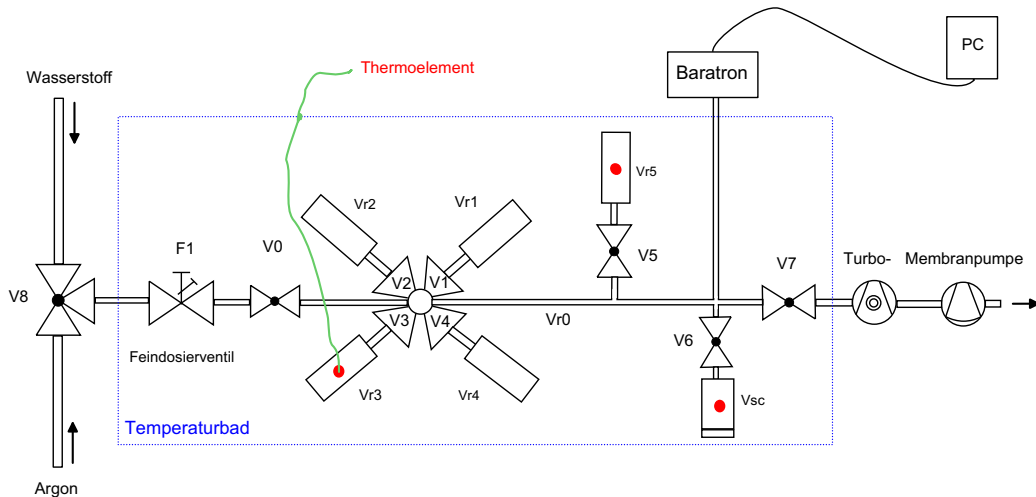 PC
Baratron
Thermoelement
Wasserstoff
Vr5
Vr2
Vr1
F1
V0
V5
V7
Turbo-
Membranpumpe
V2
V1
V8
V3
V4
Vr0
V6
Feindosierventil
Vr3
Vr4
Vsc
Temperaturbad
Argon